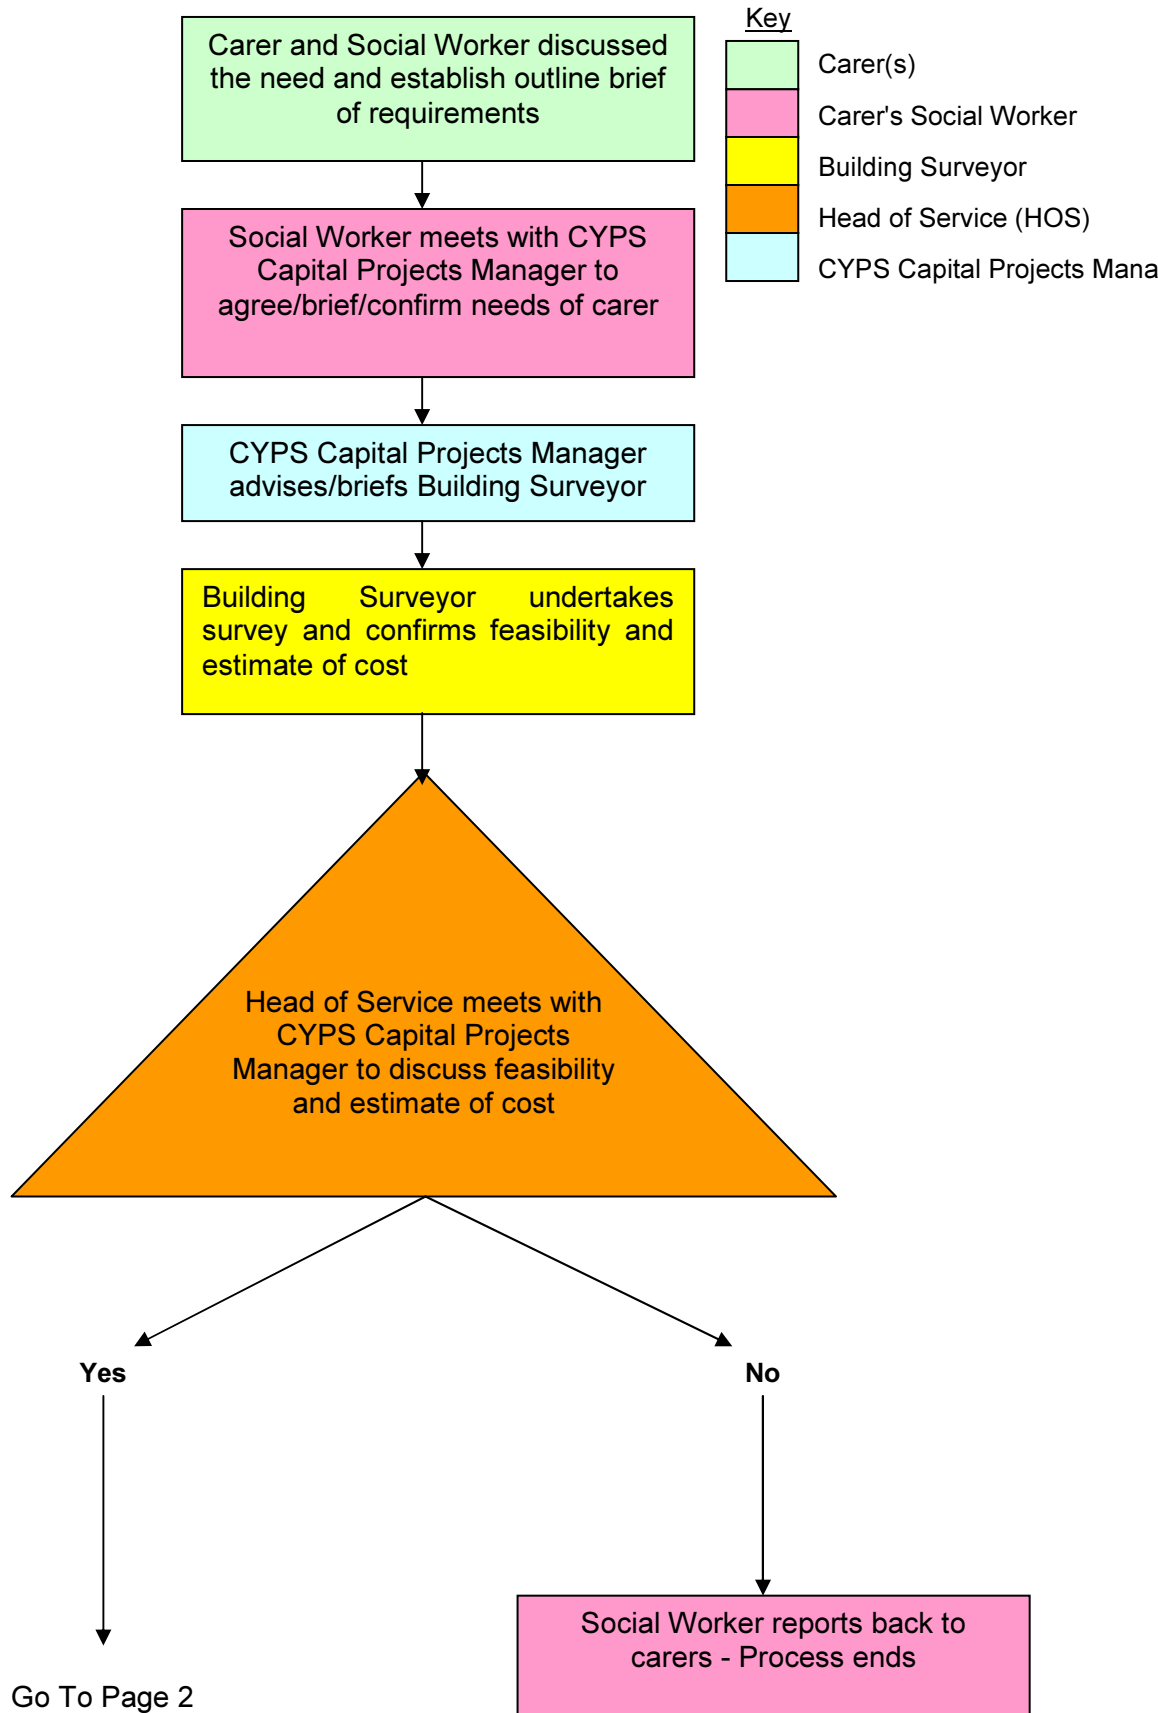 Carer and Social Worker discussed
the need and establish outline brief
of requirements
Key
Carer(s)
Carer's Social Worker
Building Surveyor
Head of Service (HOS)
CYPS Capital Projects Mana
Social Worker meets with CYPS
Capital Projects Manager to
agree/brief/confirm needs of carer
CYPS Capital Projects Manager
advises/briefs Building Surveyor
Building Surveyor undertakes
survey and confirms feasibility and
estimate of cost
Head of Service meets with
CYPS Capital Projects
Manager to discuss feasibility
and estimate of cost
Yes
No
Social Worker reports back to
carers - Process ends
Go To Page 2